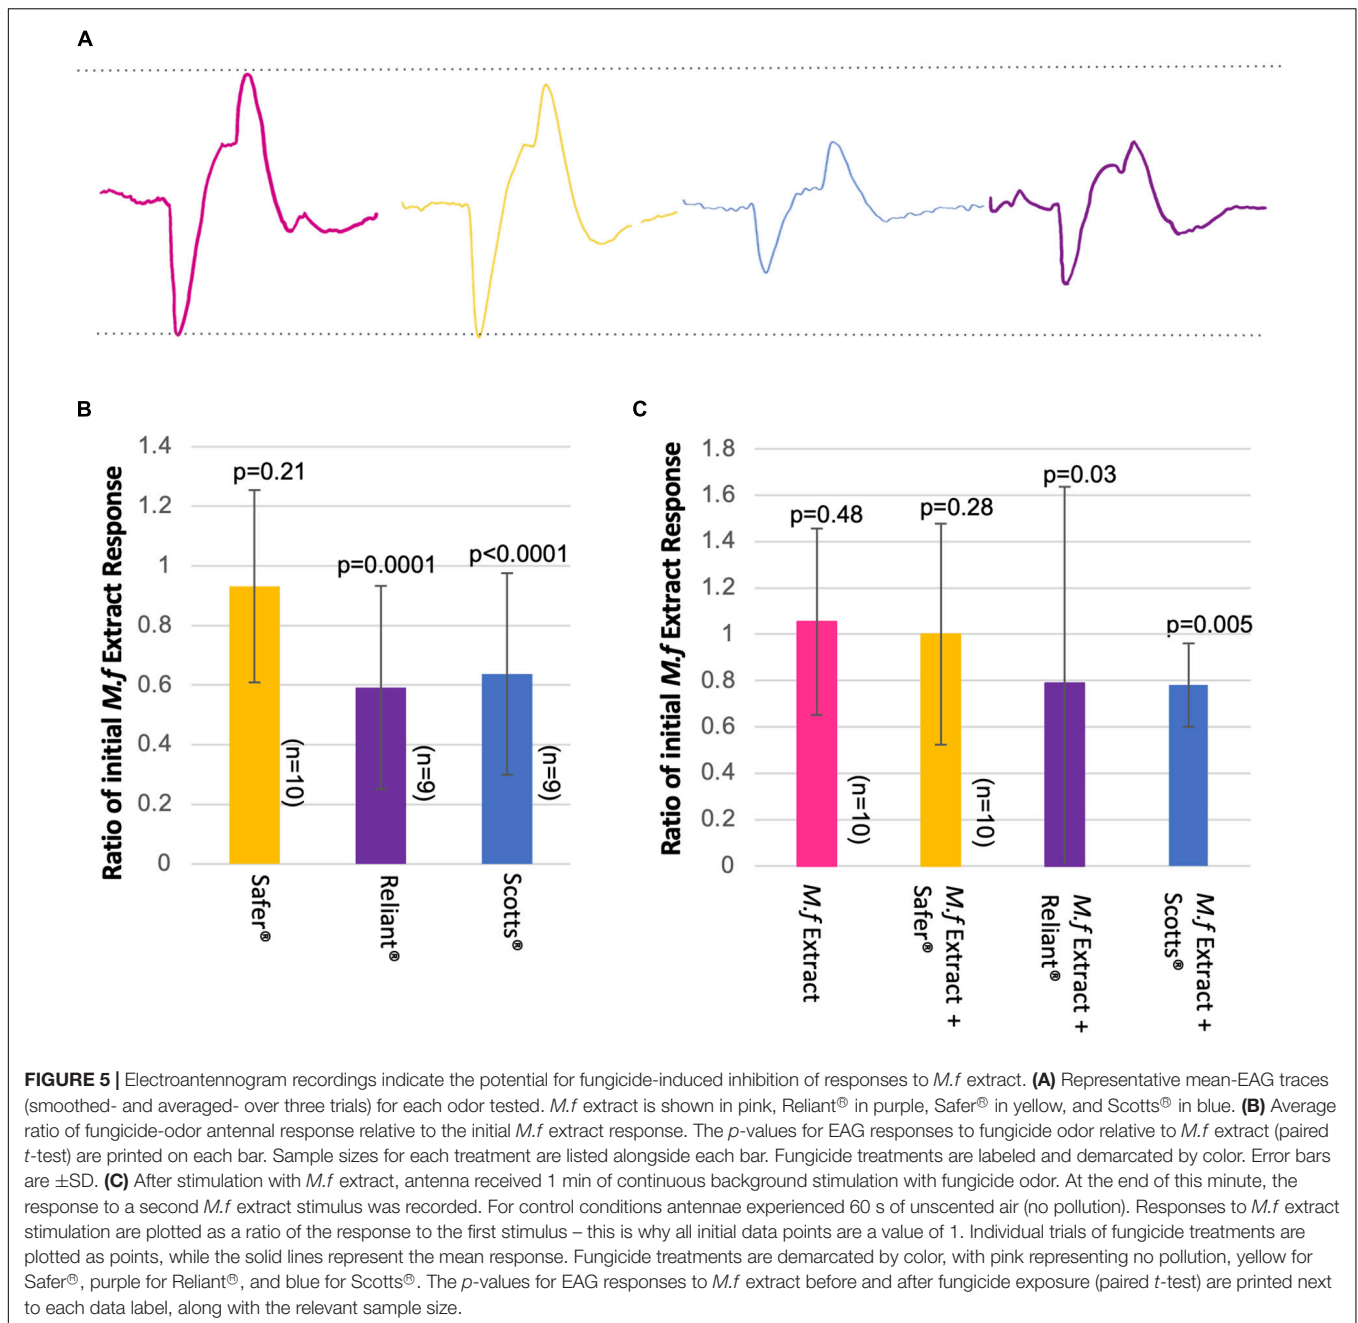 A
B
Ratio of initial M.f Extract Response
1.4
1.2
1
0.8
0.6
0.4
0.2
0
p=0.21
p=0.0001
p<0.0001
(n=10)
(n=9)
(n=9)
Safer®
Reliant®
Scotts®
C
Ratio of initial M.f Extract Response
1.8
1.6
1.4
1.2
1
0.8
0.6
0.4
0.2
0
p=0.48
p=0.28
p=0.03
p=0.005
(n=10)
(n=10)
M.f Extract
M.f Extract +
Safer®
M.f Extract +
Reliant®
M.f Extract +
Scotts®
FIGURE 5 | Electroantennogram recordings indicate the potential for fungicide-induced inhibition of responses to M.f extract. (A) Representative mean-EAG traces
(smoothed- and averaged- over three trials) for each odor tested. M.f extract is shown in pink, Reliant® in purple, Safer® in yellow, and Scotts® in blue. (B) Average
ratio of fungicide-odor antennal response relative to the initial M.f extract response. The p-values for EAG responses to fungicide odor relative to M.f extract (paired
t-test) are printed on each bar. Sample sizes for each treatment are listed alongside each bar. Fungicide treatments are labeled and demarcated by color. Error bars
are ±SD. (C) After stimulation with M.f extract, antenna received 1 min of continuous background stimulation with fungicide odor. At the end of this minute, the
response to a second M.f extract stimulus was recorded. For control conditions antennae experienced 60 s of unscented air (no pollution). Responses to M.f extract
stimulation are plotted as a ratio of the response to the first stimulus – this is why all initial data points are a value of 1. Individual trials of fungicide treatments are
plotted as points, while the solid lines represent the mean response. Fungicide treatments are demarcated by color, with pink representing no pollution, yellow for
Safer®, purple for Reliant®, and blue for Scotts®. The p-values for EAG responses to M.f extract before and after fungicide exposure (paired t-test) are printed next
to each data label, along with the relevant sample size.